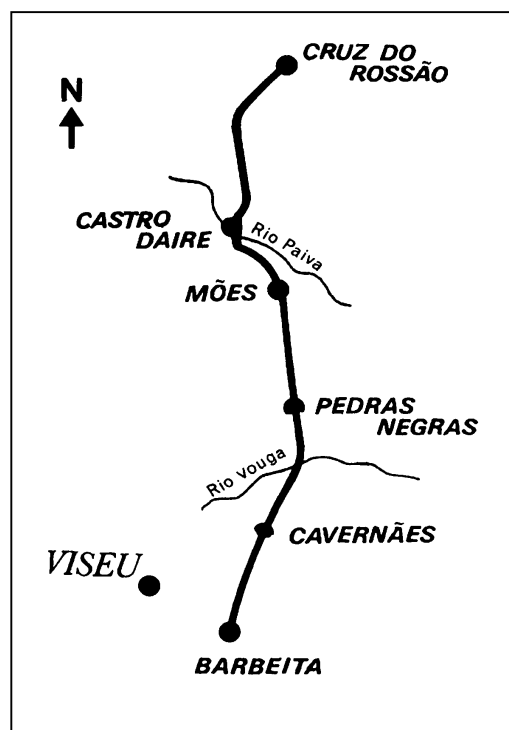 CRUZ DO
ROSSÃO
N
CASTRO
DAIRE
Rio Paiva
MÕES
PEDRAS
NEGRAS
Rio Vouga
CAVERNÃES
VISEU
BARBEITA